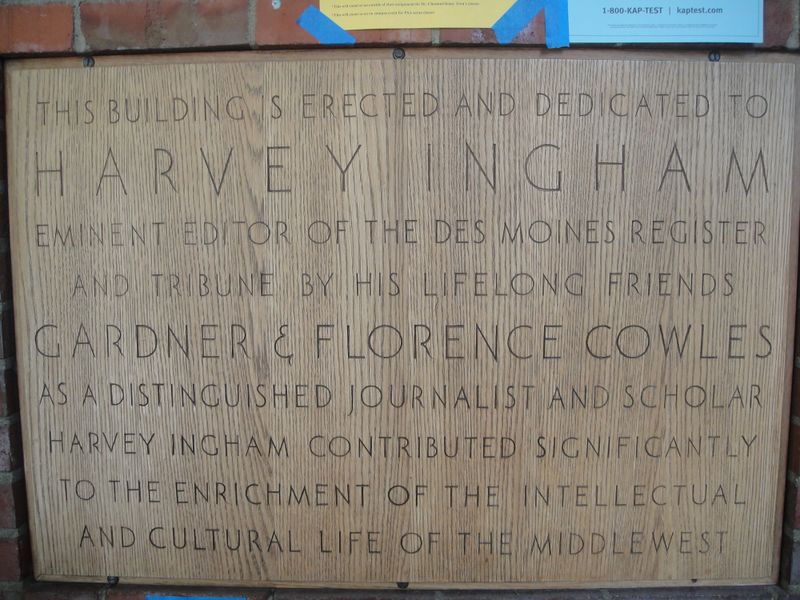 1-800-KAP-TEST | kaptest.com
THIS BUILDING IS ERECTED AND DEDICATED TO
HARVEY INGHAM
EMINENT EDITOR OF THE DES MOINES REGISTER
AND TRIBUNE BY HIS LIFELONG FRIENDS
GARDNER & FLORENCE COWLES
AS A DISTINGUISHED JOURNALIST AND SCHOLAR
HARVEY INGHAM CONTRIBUTED SIGNIFICANTLY
TO THE ENRICHMENT OF THE INTELLECTUAL
AND CULTURAL LIFE OF THE MIDDLEWEST